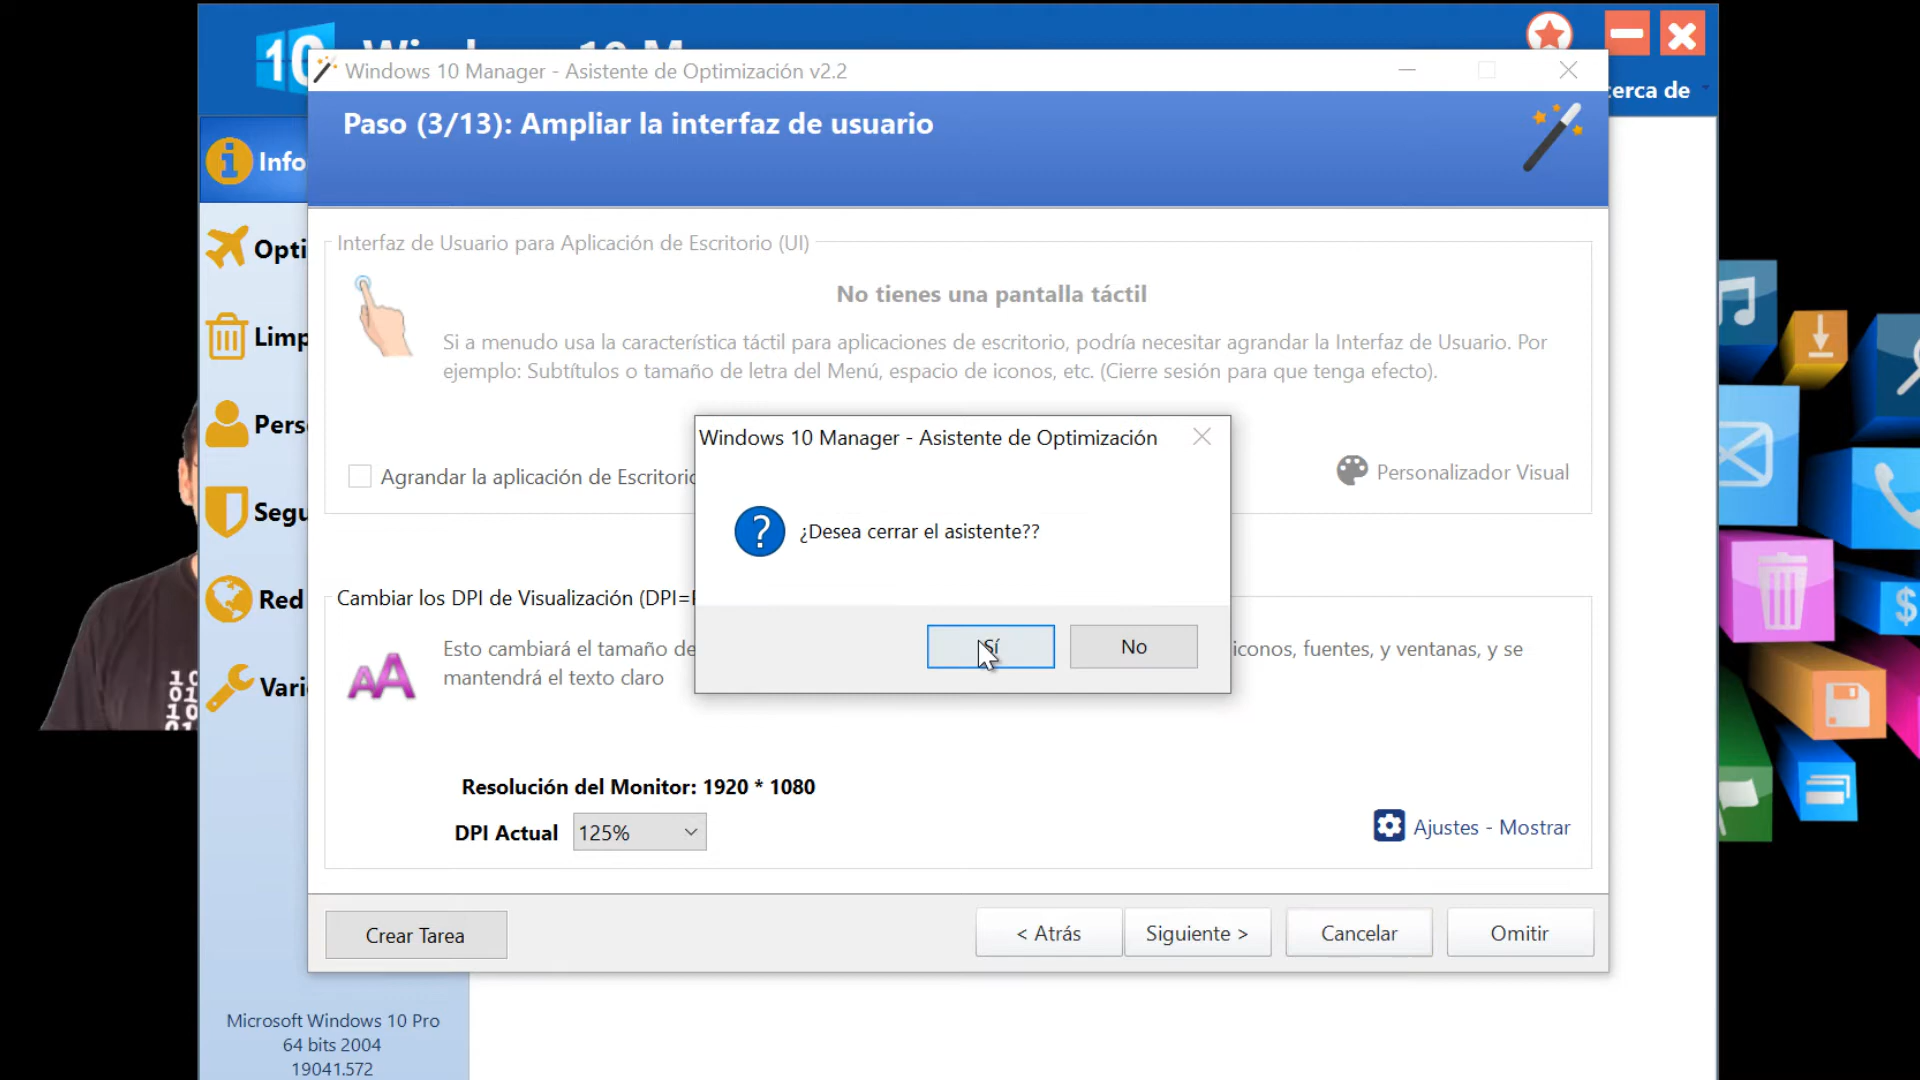 10
Windows 10 Manager - Asistente de Optimización v2.2
erca de
Paso (3/13): Ampliar la interfaz de usuario
Info
Opti
Limp
Pers
Segu
Red
Vari
Interfaz de Usuario para Aplicación de Escritorio (UI)
No tienes una pantalla táctil
Si a menudo usa la característica táctil para aplicaciones de escritorio, podría necesitar agrandar la Interfaz de Usuario. Por
ejemplo: Subtítulos o tamaño de letra del Menú, espacio de iconos, etc. (Cierre sesión para que tenga efecto).
Agrandar la aplicación de Escritorio
Personalizador Visual
Windows 10 Manager - Asistente de Optimización
¿Desea cerrar el asistente??
Sí
No
Cambiar los DPI de Visualización (DPI=
Esto cambiará el tamaño de
iconos, fuentes, y ventanas, y se
mantendrá el texto claro
Resolución del Monitor: 1920 * 1080
DPI Actual
125%
Ajustes - Mostrar
Crear Tarea
< Atrás
Siguiente >
Cancelar
Omitir
Microsoft Windows 10 Pro
64 bits 2004
19041.572